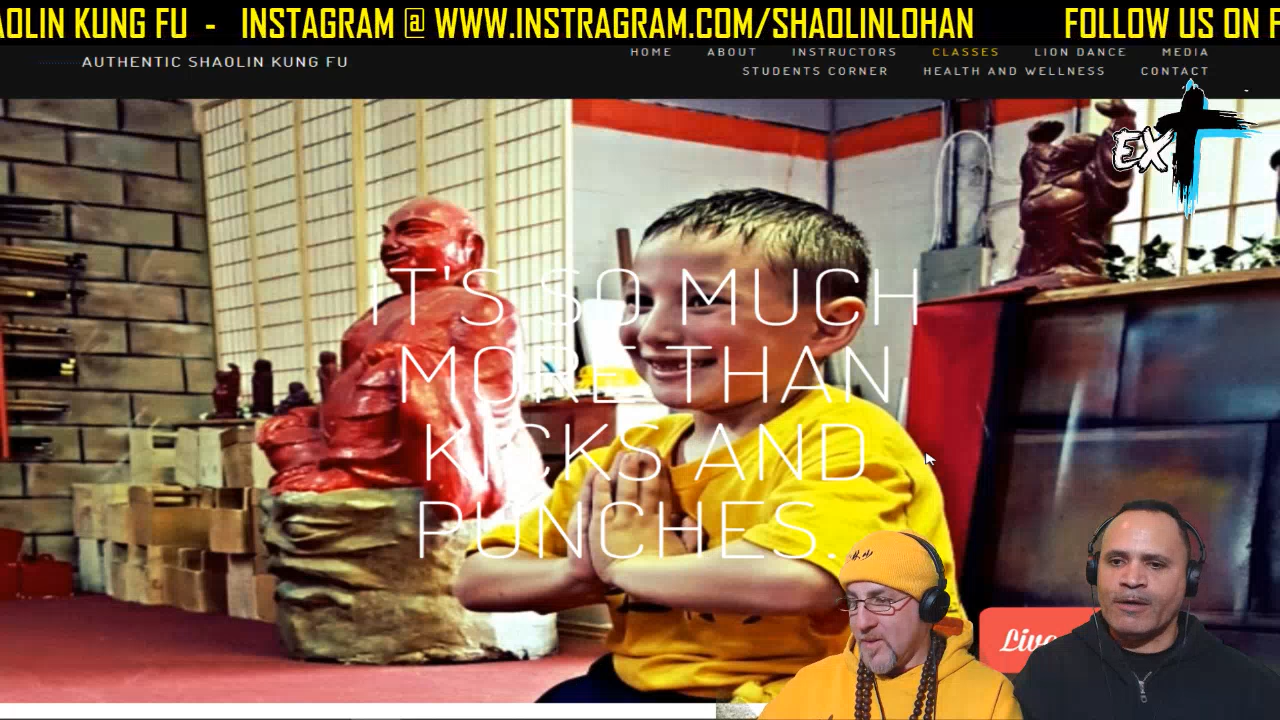 AOLIN KUNG FU - INSTAGRAM @ WWW.INSTRAGRAM.COM/SHAOLINLOHAN FOLLOW US ON F
AUTHENTIC SHAOLIN KUNG FU
HOME ABOUT INSTRUCTORS CLASSES LION DANCE MEDIA
STUDENTS CORNER HEALTH AND WELLNESS CONTACT
EX
IT'S SO MUCH
MORE THAN
KICKS AND
PUNCHES.
Live